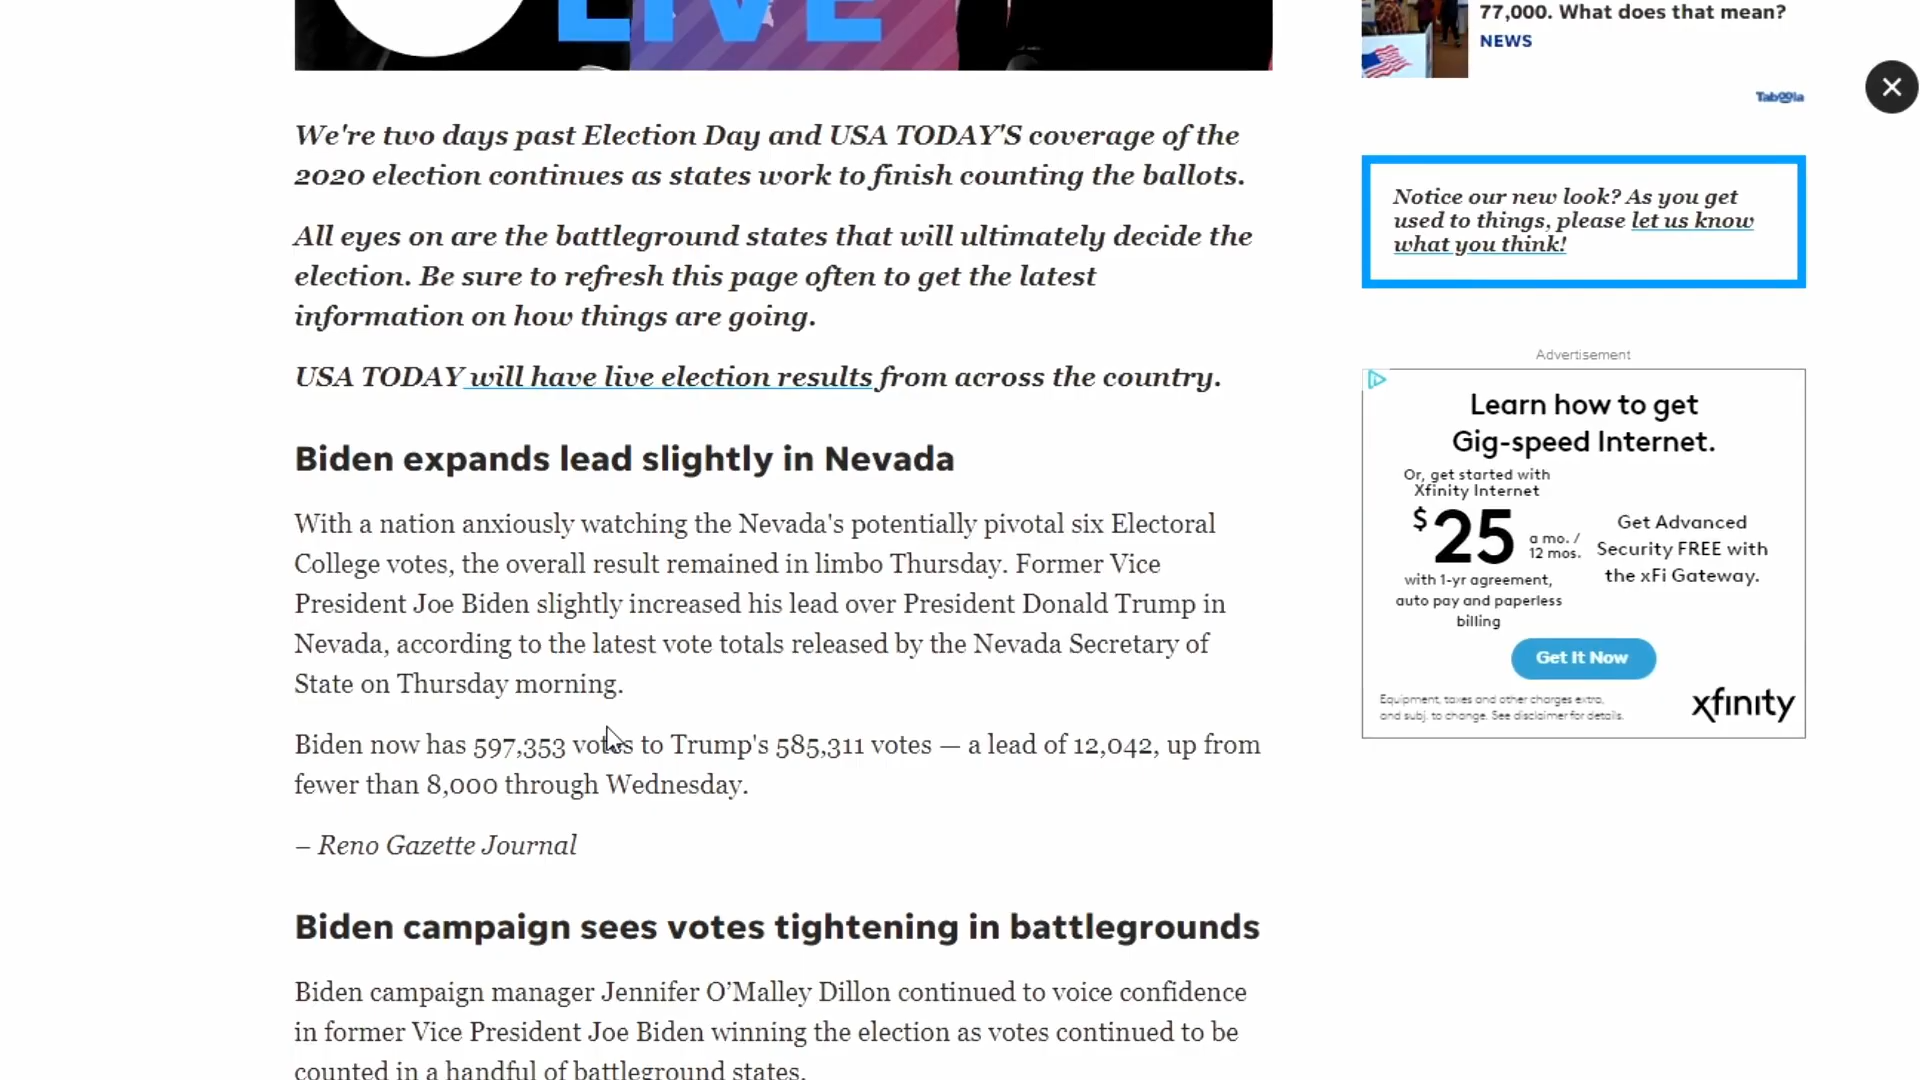 LIVE
We're two days past Election Day and USA TODAY'S coverage of the
2020 election continues as states work to finish counting the ballots.
All eyes on are the battleground states that will ultimately decide the
election. Be sure to refresh this page often to get the latest
information on how things are going.
USA TODAY will have live election results from across the country.
Biden expands lead slightly in Nevada
With a nation anxiously watching the Nevada's potentially pivotal six Electoral
College votes, the overall result remained in limbo Thursday. Former Vice
President Joe Biden slightly increased his lead over President Donald Trump in
Nevada, according to the latest vote totals released by the Nevada Secretary of
State on Thursday morning.
Biden now has 597,353 votes to Trump's 585,311 votes — a lead of 12,042, up from
fewer than 8,000 through Wednesday.
– Reno Gazette Journal
Biden campaign sees votes tightening in battlegrounds
Biden campaign manager Jennifer O’Malley Dillon continued to voice confidence
in former Vice President Joe Biden winning the election as votes continued to be
counted in a handful of battleground states.
77,000. What does that mean?
NEWS
Taboola
Notice our new look? As you get
used to things, please let us know
what you think!
Advertisement
Learn how to get
Gig-speed Internet.
Or, get started with
Xfinity Internet
$25 a mo. /
12 mos.
with 1-yr agreement,
auto pay and paperless
billing
Get Advanced
Security FREE with
the xFi Gateway.
Get It Now
Equipment, taxes and other charges extra,
and subj. to change. See disclaimer for details.
xfinity